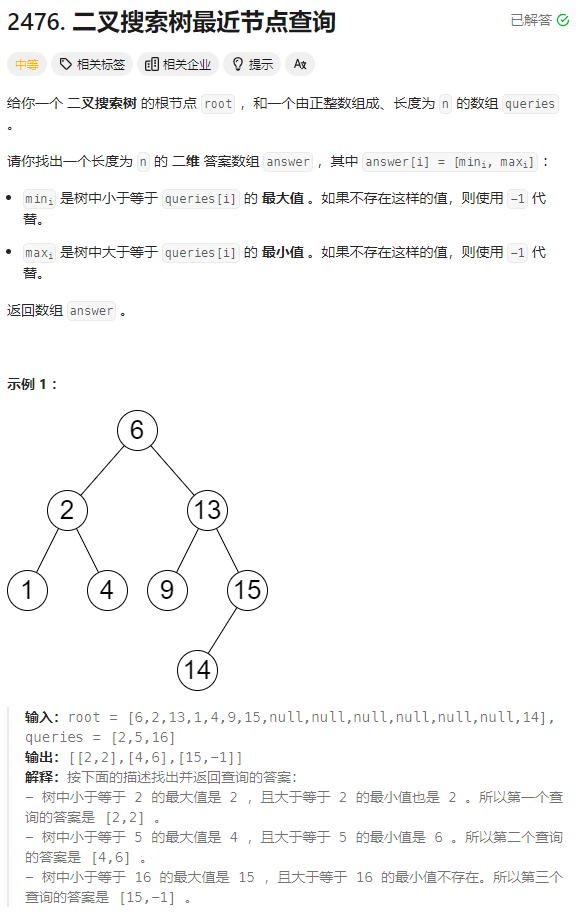 2476. 二叉搜索树最近节点查询
已解答
中等 相关标签 相关企业 提示 Aあ
给你一个 二叉搜索树 的根节点 root ，和一个由正整数组成、长度为 n 的数组 queries
。
请你找出一个长度为 n 的 二维 答案数组 answer ，其中 answer[i] = [minᵢ, maxᵢ] ：
• minᵢ 是树中小于等于 queries[i] 的 最大值 。如果不存在这样的值，则使用 -1 代
替。
• maxᵢ 是树中大于等于 queries[i] 的 最小值 。如果不存在这样的值，则使用 -1 代
替。
返回数组 answer 。
示例 1 ：
6
2 13
1 4 9 15
14
输入：root = [6,2,13,1,4,9,15,null,null,null,null,null,null,14],
queries = [2,5,16]
输出：[[2,2],[4,6],[15,-1]]
解释：按下面的描述找出并返回查询的答案：
- 树中小于等于 2 的最大值是 2 ，且大于等于 2 的最小值也是 2 。所以第一个查
询的答案是 [2,2] 。
- 树中小于等于 5 的最大值是 4 ，且大于等于 5 的最小值是 6 。所以第二个查询
的答案是 [4,6] 。
- 树中小于等于 16 的最大值是 15 ，且大于等于 16 的最小值不存在。所以第三个
查询的答案是 [15,-1] 。